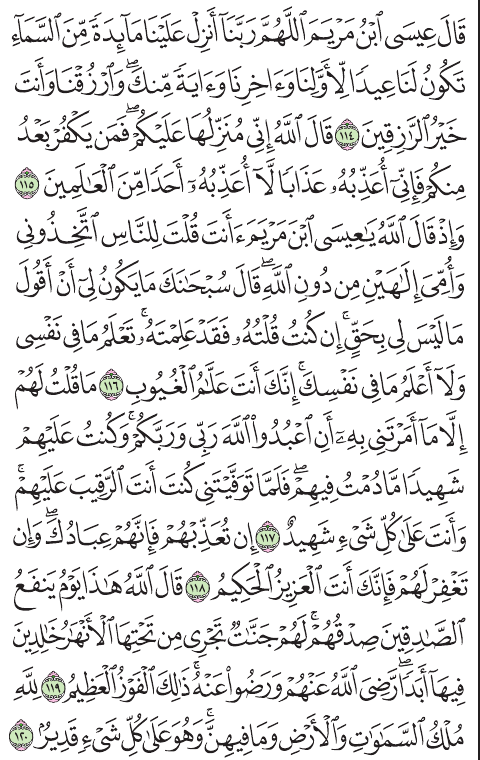 قَالَ عِيسَى ٱبۡنُ مَرۡيَمَ ٱللَّهُمَّ رَبَّنَآ أَنزِلۡ عَلَيۡنَا مَآئِدَةٗ مِّنَ ٱلسَّمَآءِ
تَكُونُ لَنَا عِيدٗا لِّأَوَّلِنَا وَءَاخِرِنَا وَءَايَةٗ مِّنكَۖ وَٱرۡزُقۡنَا وَأَنتَ
خَيۡرُ ٱلرَّٰزِقِينَ ١١٤ قَالَ ٱللَّهُ إِنِّي مُنَزِّلُهَا عَلَيۡكُمۡۖ فَمَن يَكۡفُرۡ بَعۡدُ
مِنكُمۡ فَإِنِّيٓ أُعَذِّبُهُۥ عَذَابٗا لَّآ أُعَذِّبُهُۥٓ أَحَدٗا مِّنَ ٱلۡعَٰلَمِينَ ١١٥
وَإِذۡ قَالَ ٱللَّهُ يَٰعِيسَى ٱبۡنَ مَرۡيَمَ ءَأَنتَ قُلۡتَ لِلنَّاسِ ٱتَّخِذُونِي
وَأُمِّيَ إِلَٰهَيۡنِ مِن دُونِ ٱللَّهِۖ قَالَ سُبۡحَٰنَكَ مَا يَكُونُ لِيٓ أَنۡ أَقُولَ
مَا لَيۡسَ لِي بِحَقٍّۚ إِن كُنتُ قُلۡتُهُۥ فَقَدۡ عَلِمۡتَهُۥۚ تَعۡلَمُ مَا فِي نَفۡسِي
وَلَآ أَعۡلَمُ مَا فِي نَفۡسِكَۚ إِنَّكَ أَنتَ عَلَّٰمُ ٱلۡغُيُوبِ ١١٦ مَا قُلۡتُ لَهُمۡ
إِلَّا مَآ أَمَرۡتَنِي بِهِۦٓ أَنِ ٱعۡبُدُواْ ٱللَّهَ رَبِّي وَرَبَّكُمۡۚ وَكُنتُ عَلَيۡهِمۡ
شَهِيدٗا مَّا دُمۡتُ فِيهِمۡۖ فَلَمَّا تَوَفَّيۡتَنِي كُنتَ أَنتَ ٱلرَّقِيبَ عَلَيۡهِمۡۚ
وَأَنتَ عَلَىٰ كُلِّ شَيۡءٖ شَهِيدٌ ١١٧ إِن تُعَذِّبۡهُمۡ فَإِنَّهُمۡ عِبَادُكَۖ وَإِن
تَغۡفِرۡ لَهُمۡ فَإِنَّكَ أَنتَ ٱلۡعَزِيزُ ٱلۡحَكِيمُ ١١٨ قَالَ ٱللَّهُ هَٰذَا يَوۡمُ يَنفَعُ
ٱلصَّٰدِقِينَ صِدۡقُهُمۡۚ لَهُمۡ جَنَّٰتٞ تَجۡرِي مِن تَحۡتِهَا ٱلۡأَنۡهَٰرُ خَٰلِدِينَ
فِيهَآ أَبَدٗاۖ رَّضِيَ ٱللَّهُ عَنۡهُمۡ وَرَضُواْ عَنۡهُۚ ذَٰلِكَ ٱلۡفَوۡزُ ٱلۡعَظِيمُ ١١٩ لِلَّهِ
مُلۡكُ ٱلسَّمَٰوَٰتِ وَٱلۡأَرۡضِ وَمَا فِيهِنَّۚ وَهُوَ عَلَىٰ كُلِّ شَيۡءٖ قَدِيرُۢ ١٢٠